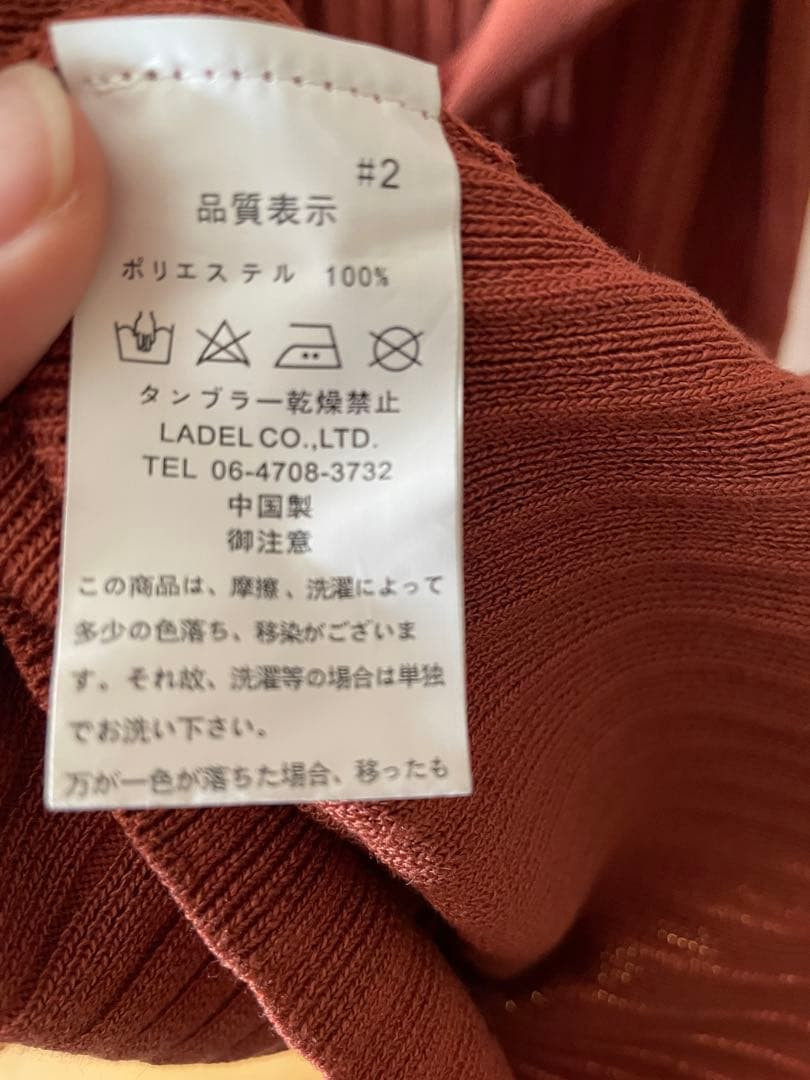 #2
品質表示
ポリエステル 100%
タンブラー乾燥禁止
LADEL CO.,LTD.
TEL 06-4708-3732
中国製
御注意
この商品は、摩擦、洗濯によって
多少の色落ち、移染がございま
す。それ故、洗濯等の場合は単独
でお洗い下さい。
万が一色が落ちた場合、移ったも